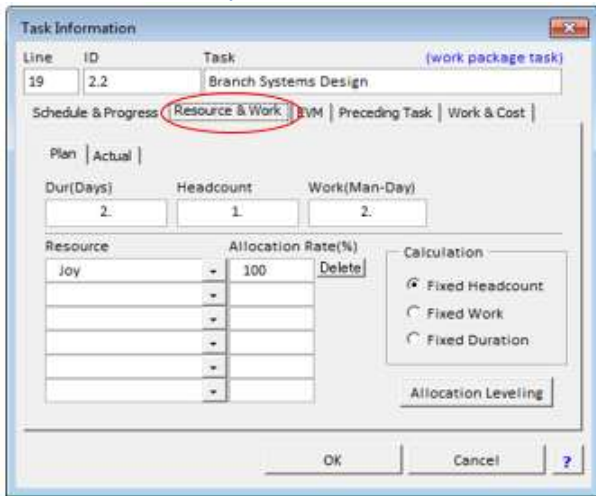 Task Information
Line ID Task (work package task)
19 2.2 Branch Systems Design
Schedule & Progress | Resource & Work | EVM | Preceding Task | Work & Cost |
Plan | Actual |
Dur(Days) Headcount Work(Man-Day)
2. 1. 2.
Resource Allocation Rate(%) Calculation
Joy 100 Delete
Fixed Headcount
Fixed Work
Fixed Duration
Allocation Leveling
OK Cancel ?